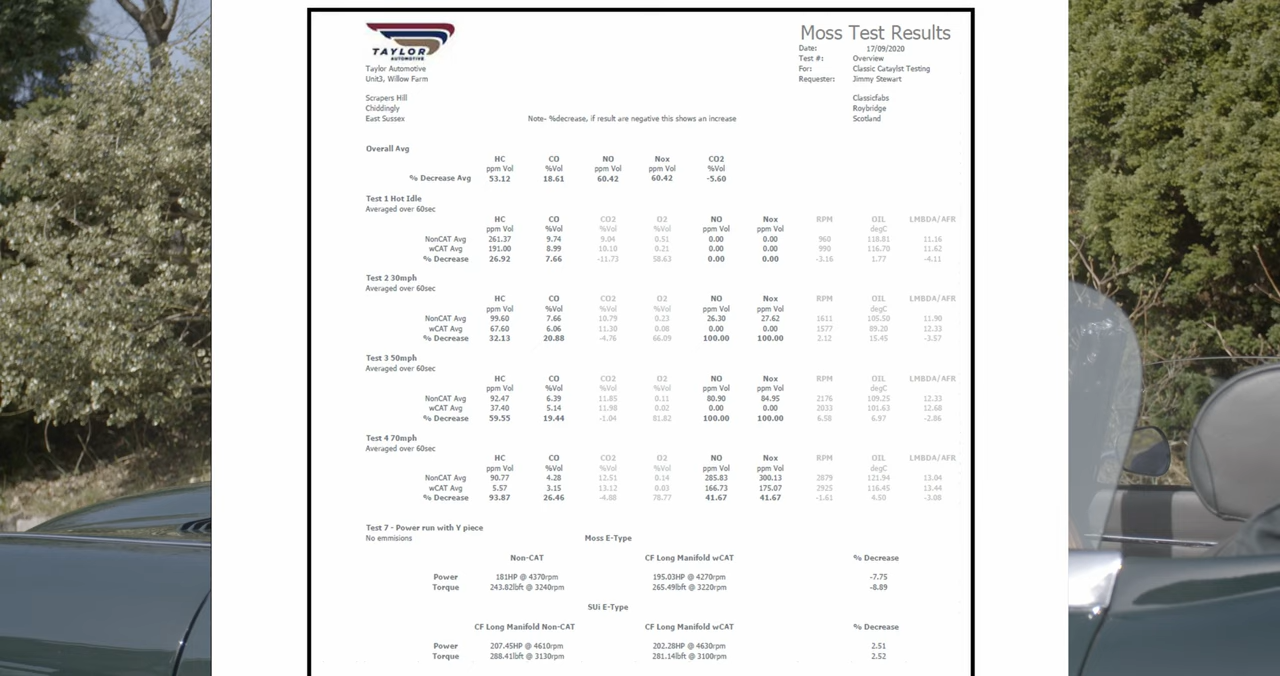 TAYLOR
AUTOMOTIVE
Taylor Automotive
Unit3, Willow Farm
Scrapers Hill
Chiddingly
East Sussex
Moss Test Results
Date: 17/09/2020
Test #: Overview
For: Classic Cataylst Testing
Requester: Jimmy Stewart
Classicfabs
Roybridge
Scotland
Note- %decrease, if result are negative this shows an increase
Overall Avg
HC CO NO Nox CO2
ppm Vol %Vol ppm Vol ppm Vol %Vol
% Decrease Avg 53.12 18.61 60.42 60.42 -5.60
Test 1 Hot Idle
Averaged over 60sec
HC CO CO2 O2 NO Nox RPM OIL LMBDA/AFR
ppm Vol %Vol %Vol %Vol ppm Vol ppm Vol degC
NonCAT Avg 261.37 9.74 9.04 0.51 0.00 0.00 960 118.81 11.16
wCAT Avg 191.00 8.99 10.10 0.21 0.00 0.00 990 116.70 11.62
% Decrease 26.92 7.66 -11.73 58.63 0.00 0.00 -3.16 1.77 -4.11
Test 2 30mph
Averaged over 60sec
HC CO CO2 O2 NO Nox RPM OIL LMBDA/AFR
ppm Vol %Vol %Vol %Vol ppm Vol ppm Vol degC
NonCAT Avg 99.60 7.66 10.79 0.23 26.30 27.62 1611 105.50 11.90
wCAT Avg 67.60 6.06 11.30 0.08 0.00 0.00 1577 89.20 12.33
% Decrease 32.13 20.88 -4.76 66.09 100.00 100.00 2.12 15.45 -3.57
Test 3 50mph
Averaged over 60sec
HC CO CO2 O2 NO Nox RPM OIL LMBDA/AFR
ppm Vol %Vol %Vol %Vol ppm Vol ppm Vol degC
NonCAT Avg 92.47 6.39 11.85 0.11 80.90 84.95 2176 109.25 12.33
wCAT Avg 37.40 5.14 11.98 0.02 0.00 0.00 2033 101.63 12.68
% Decrease 59.55 19.44 -1.04 81.82 100.00 100.00 6.58 6.97 -2.86
Test 4 70mph
Averaged over 60sec
HC CO CO2 O2 NO Nox RPM OIL LMBDA/AFR
ppm Vol %Vol %Vol %Vol ppm Vol ppm Vol degC
NonCAT Avg 90.77 4.28 12.51 0.14 285.83 300.13 2879 121.94 13.04
wCAT Avg 5.57 3.15 13.12 0.03 166.73 175.07 2925 116.45 13.44
% Decrease 93.87 26.46 -4.88 78.77 41.67 41.67 -1.61 4.50 -3.08
Test 7 - Power run with Y piece
No emmisions Moss E-Type
Non-CAT CF Long Manifold wCAT % Decrease
Power 181HP @ 4370rpm 195.03HP @ 4270rpm -7.75
Torque 243.82lbft @ 3240rpm 265.49lbft @ 3220rpm -8.89
SUi E-Type
CF Long Manifold Non-CAT CF Long Manifold wCAT % Decrease
Power 207.45HP @ 4610rpm 202.28HP @ 4630rpm 2.51
Torque 288.41lbft @ 3130rpm 281.14lbft @ 3100rpm 2.52